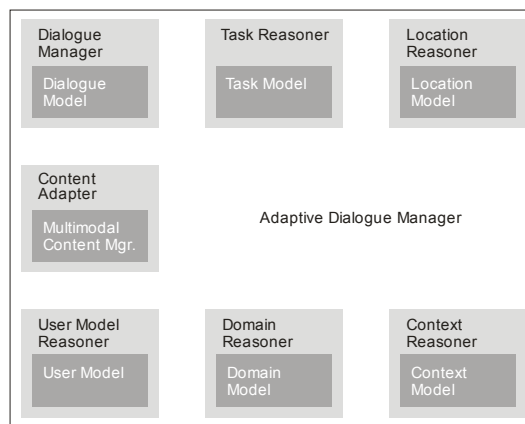 Dialogue
Manager
Dialogue
Model
Task Reasoner
Task Model
Location
Reasoner
Location
Model
Content
Adapter
Multimodal
Content Mgr.
Adaptive Dialogue Manager
User Model
Reasoner
User Model
Domain
Reasoner
Domain
Model
Context
Reasoner
Context
Model